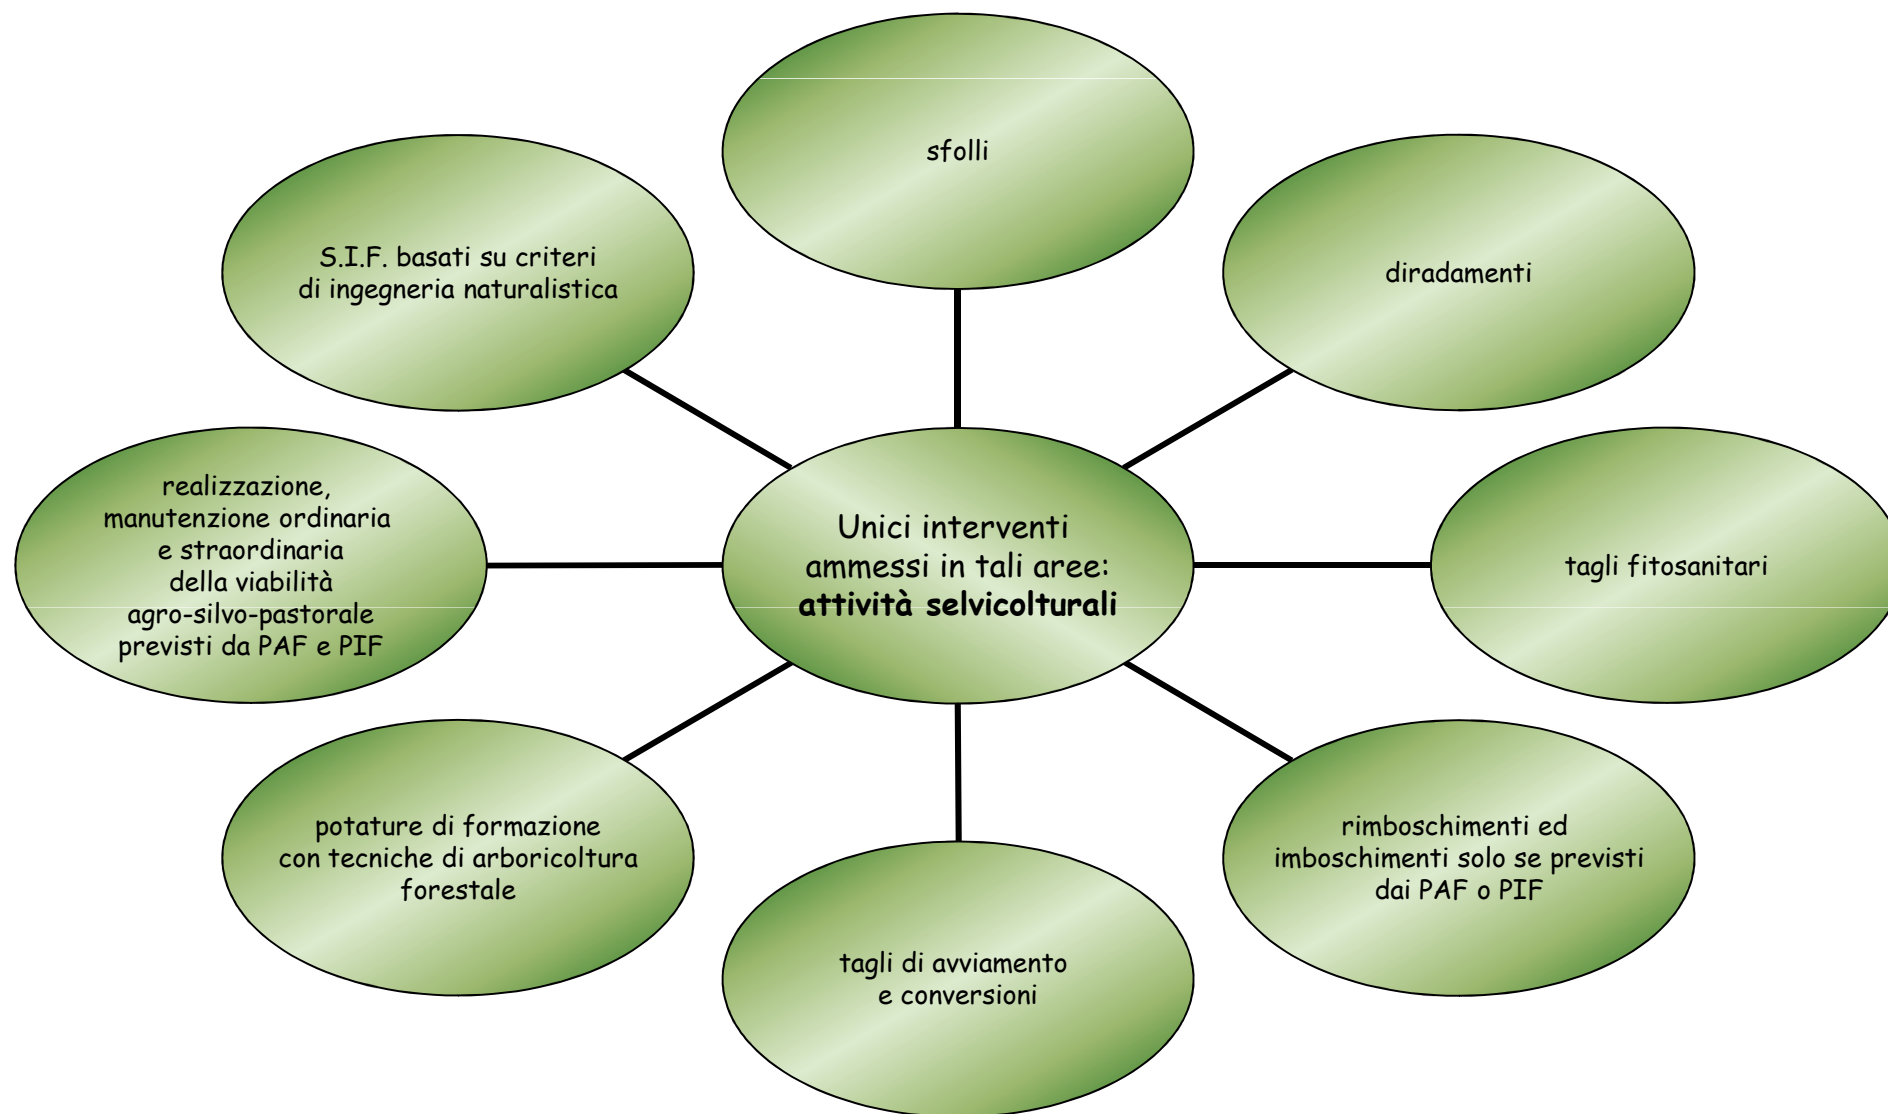 sfolli
S.I.F. basati su criteri
di ingegneria naturalistica
diradamenti
realizzazione,
manutenzione ordinaria
e straordinaria
della viabilità
agro-silvo-pastorale
previsti da PAF e PIF
Unici interventi
ammessi in tali aree:
attività selvicolturali
tagli fitosanitari
potature di formazione
con tecniche di arboricoltura
forestale
rimboschimenti ed
imboschimenti solo se previsti
dai PAF o PIF
tagli di avviamento
e conversioni